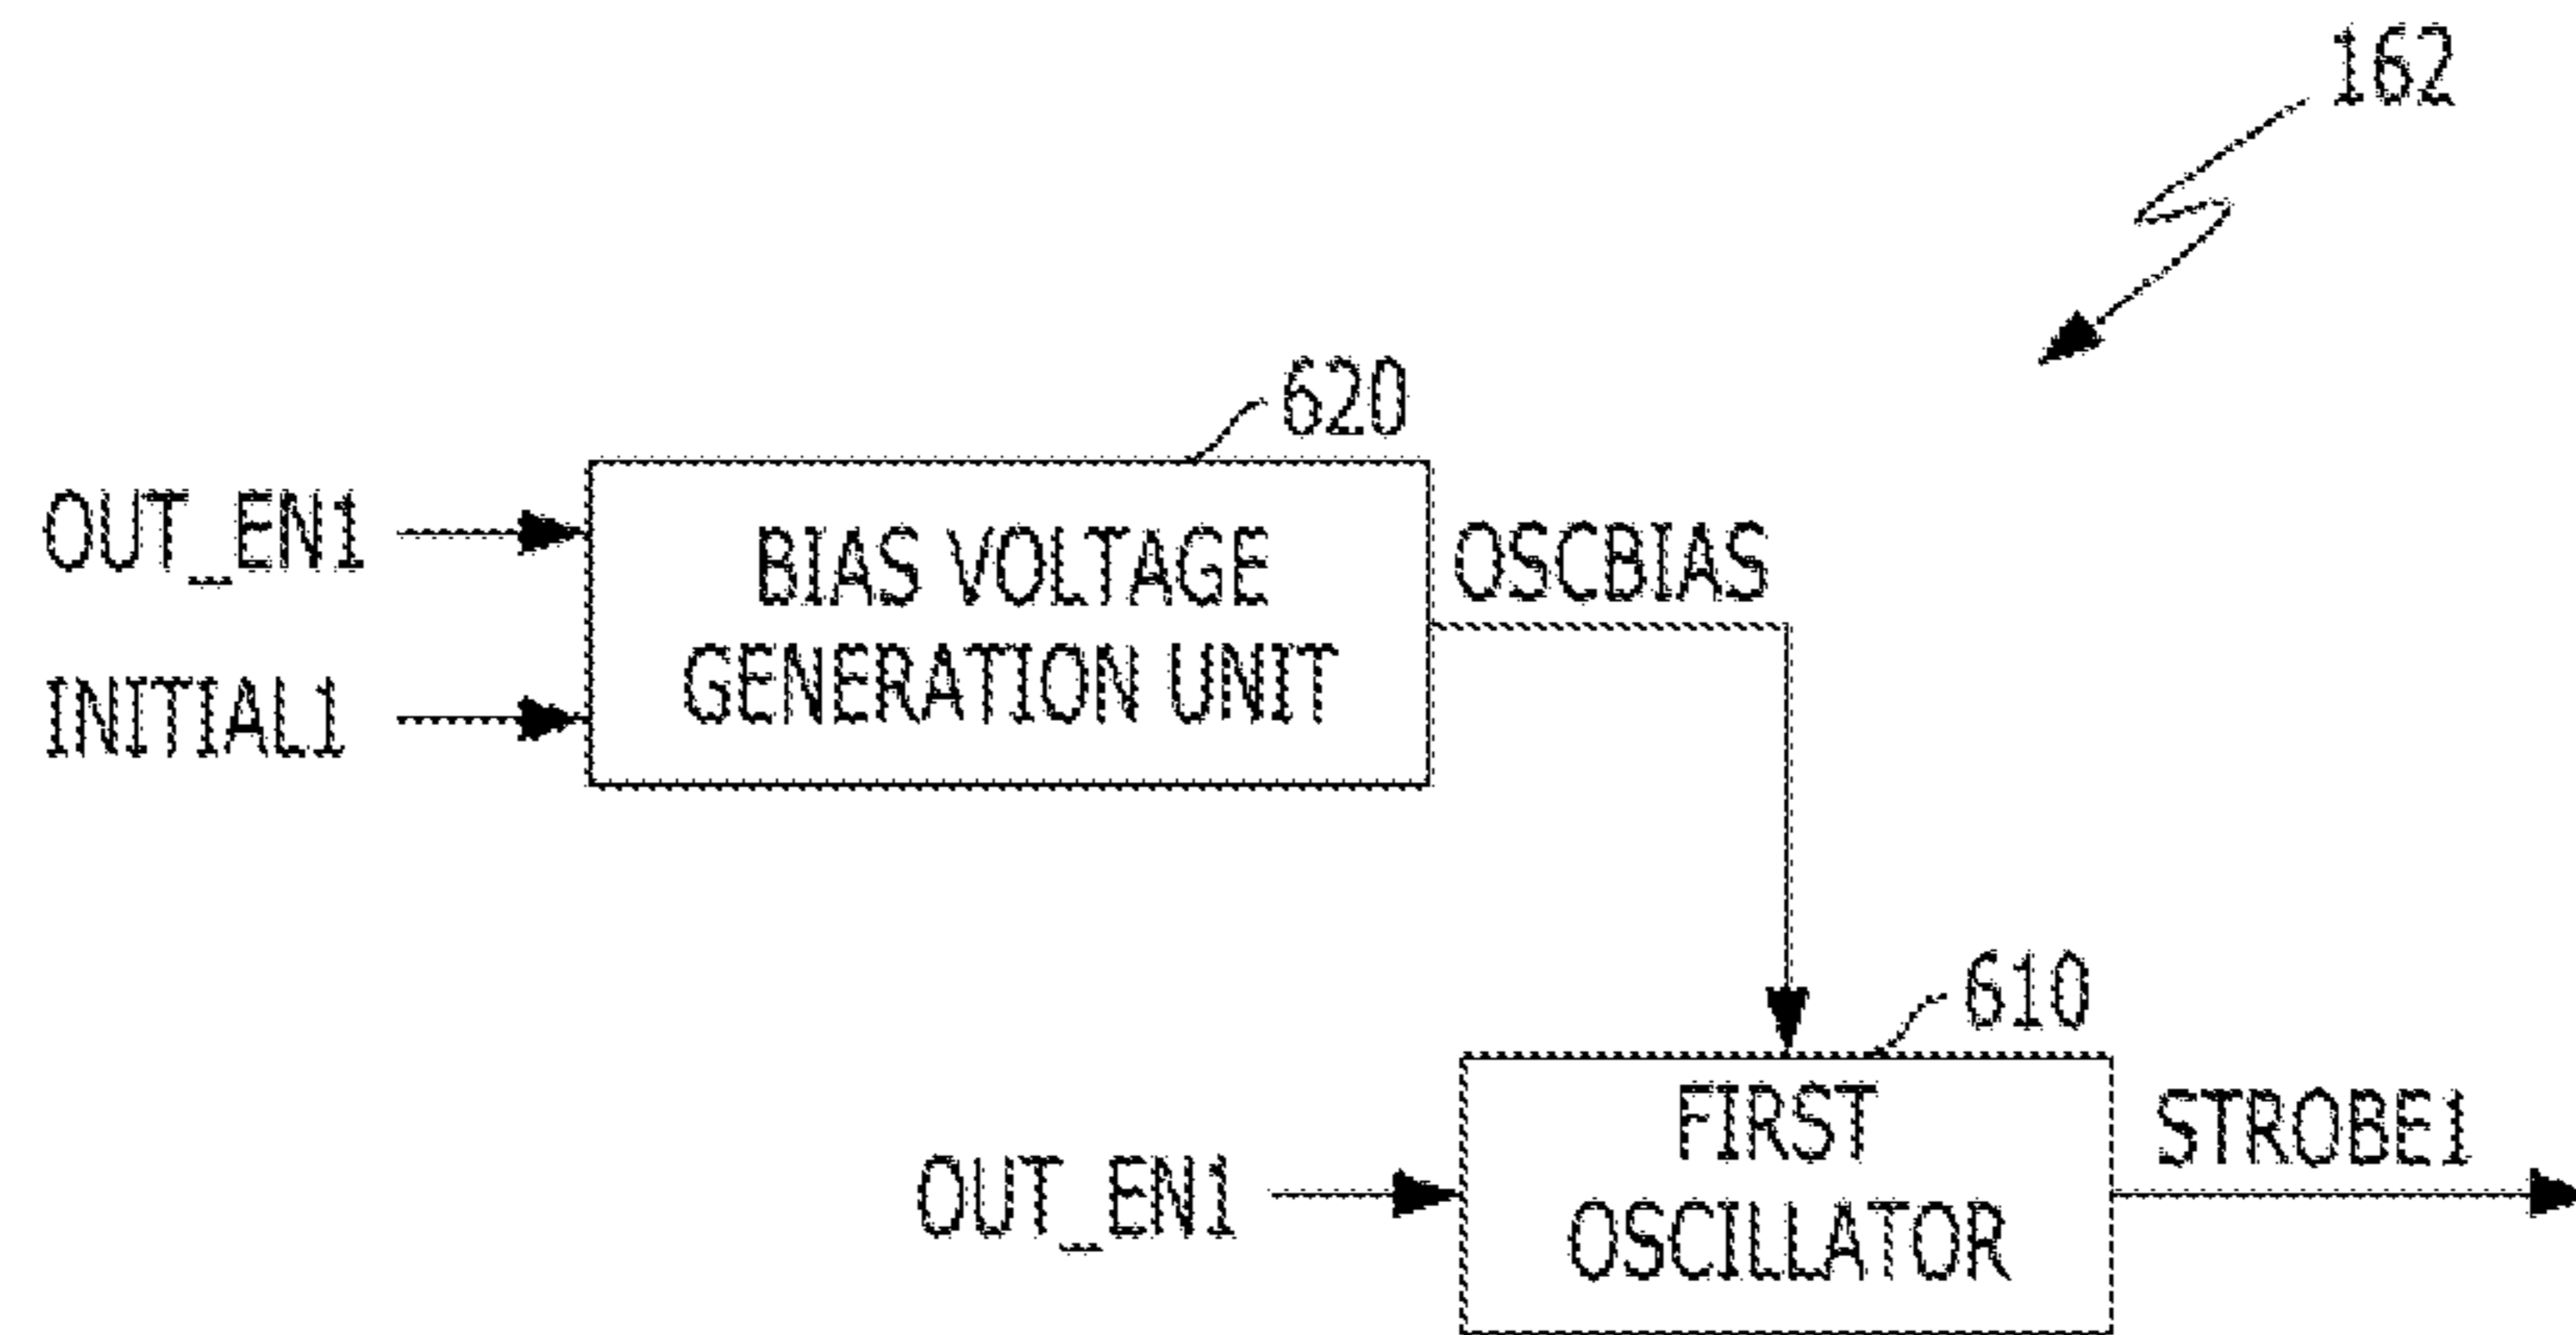 162
620
OUT_EN1
BIAS VOLTAGE
GENERATION UNIT
OSCBIAS
INITIAL1
610
FIRST
OSCILLATOR
OUT_EN1
STROBE1